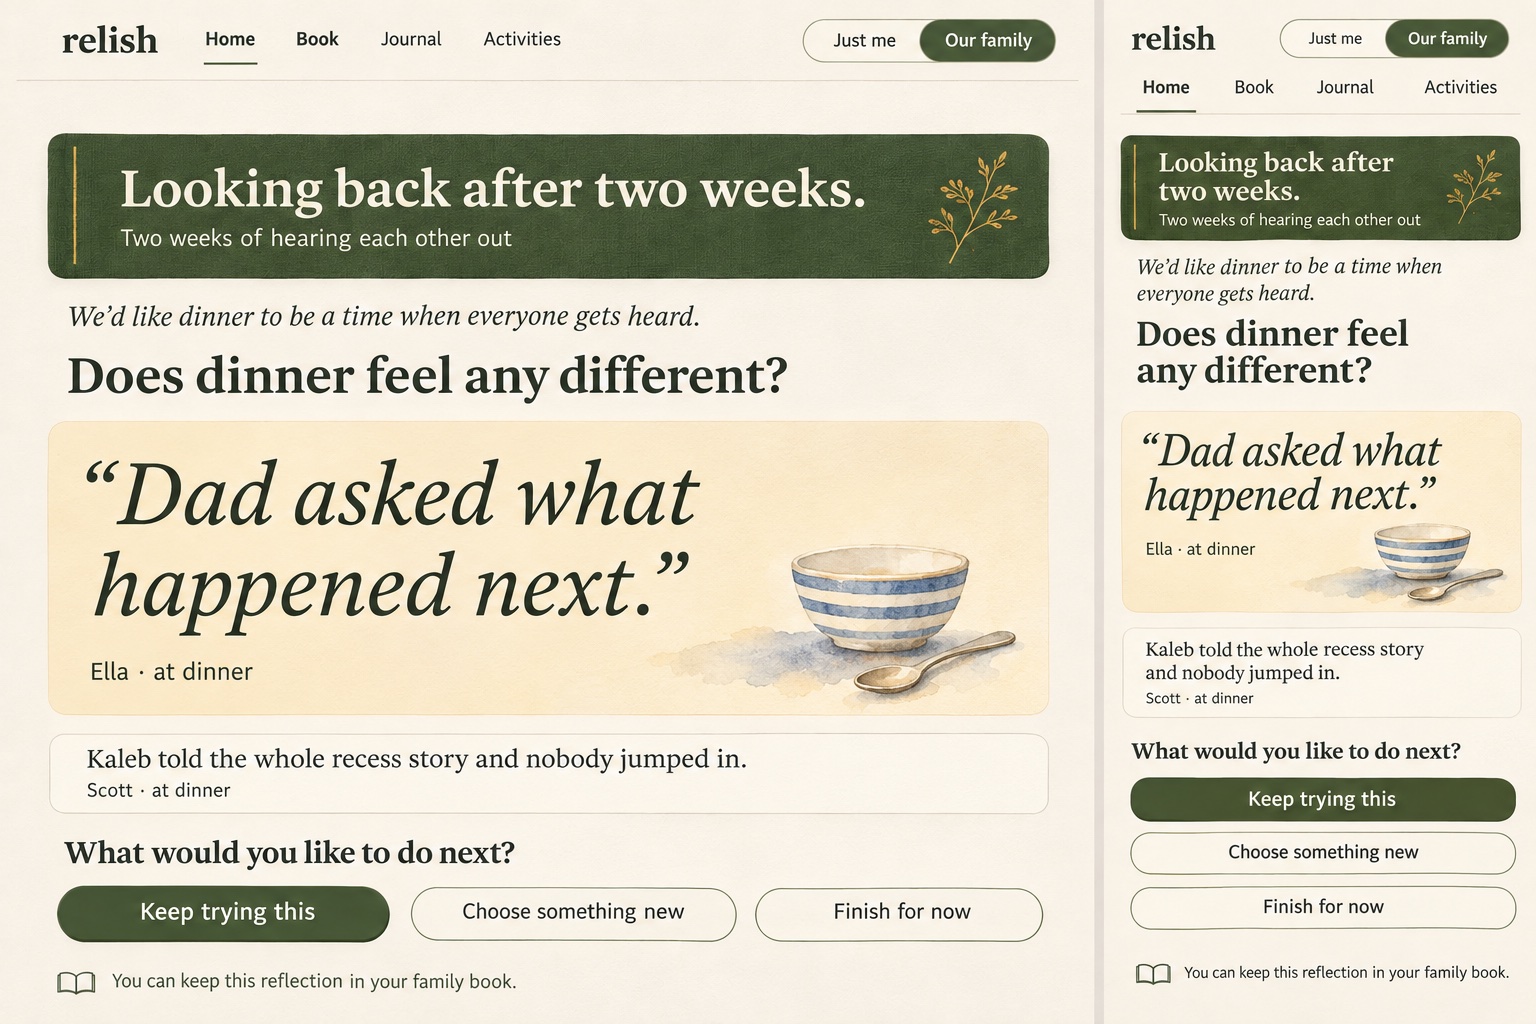 relish
Home
Book
Journal
Activities
Just me
Our family
Looking back after two weeks.
Two weeks of hearing each other out
We’d like dinner to be a time when everyone gets heard.
Does dinner feel any different?
“Dad asked what
happened next.”
Ella · at dinner
Kaleb told the whole recess story and nobody jumped in.
Scott · at dinner
What would you like to do next?
Keep trying this
Choose something new
Finish for now
You can keep this reflection in your family book.
relish
Just me
Our family
Home
Book
Journal
Activities
Looking back after
two weeks.
Two weeks of hearing each other out
We’d like dinner to be a time when
everyone gets heard.
Does dinner feel
any different?
“Dad asked what
happened next.”
Ella · at dinner
Kaleb told the whole recess story
and nobody jumped in.
Scott · at dinner
What would you like to do next?
Keep trying this
Choose something new
Finish for now
You can keep this reflection in your family book.